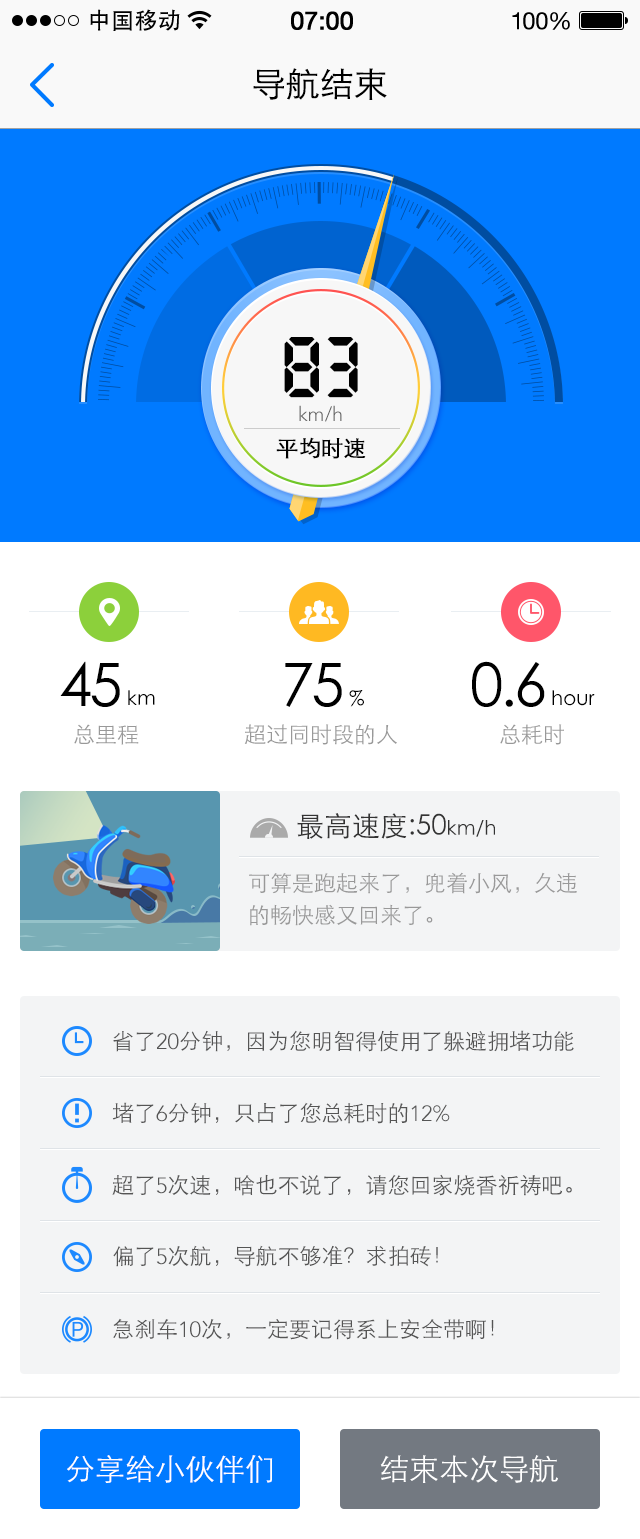 中国移动 07:00 100%
导航结束
83
km/h
平均时速
45 km 75 % 0.6 hour
总里程 超过同时段的人 总耗时
最高速度:50km/h
可算是跑起来了，兜着小风，久违
的畅快感又回来了。
省了20分钟，因为您明智得使用了躲避拥堵功能
堵了6分钟，只占了您总耗时的12%
超了5次速，啥也不说了，请您回家烧香祈祷吧。
偏了5次航，导航不够准？求拍砖！
P 急刹车10次，一定要记得系上安全带啊！
分享给小伙伴们 结束本次导航